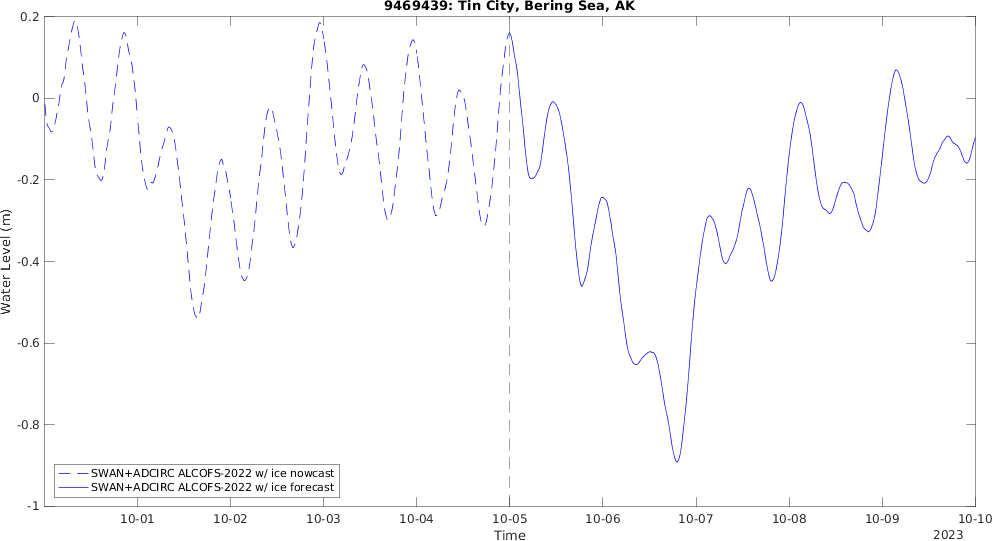 9469439: Tin City, Bering Sea, AK
Water Level (m)
0.2
0
-0.2
-0.4
-0.6
-0.8
-1
SWAN+ADCIRC ALCOFS-2022 w/ ice nowcast
SWAN+ADCIRC ALCOFS-2022 w/ ice forecast
10-01 10-02 10-03 10-04 10-05 10-06 10-07 10-08 10-09 10-10
Time
2023